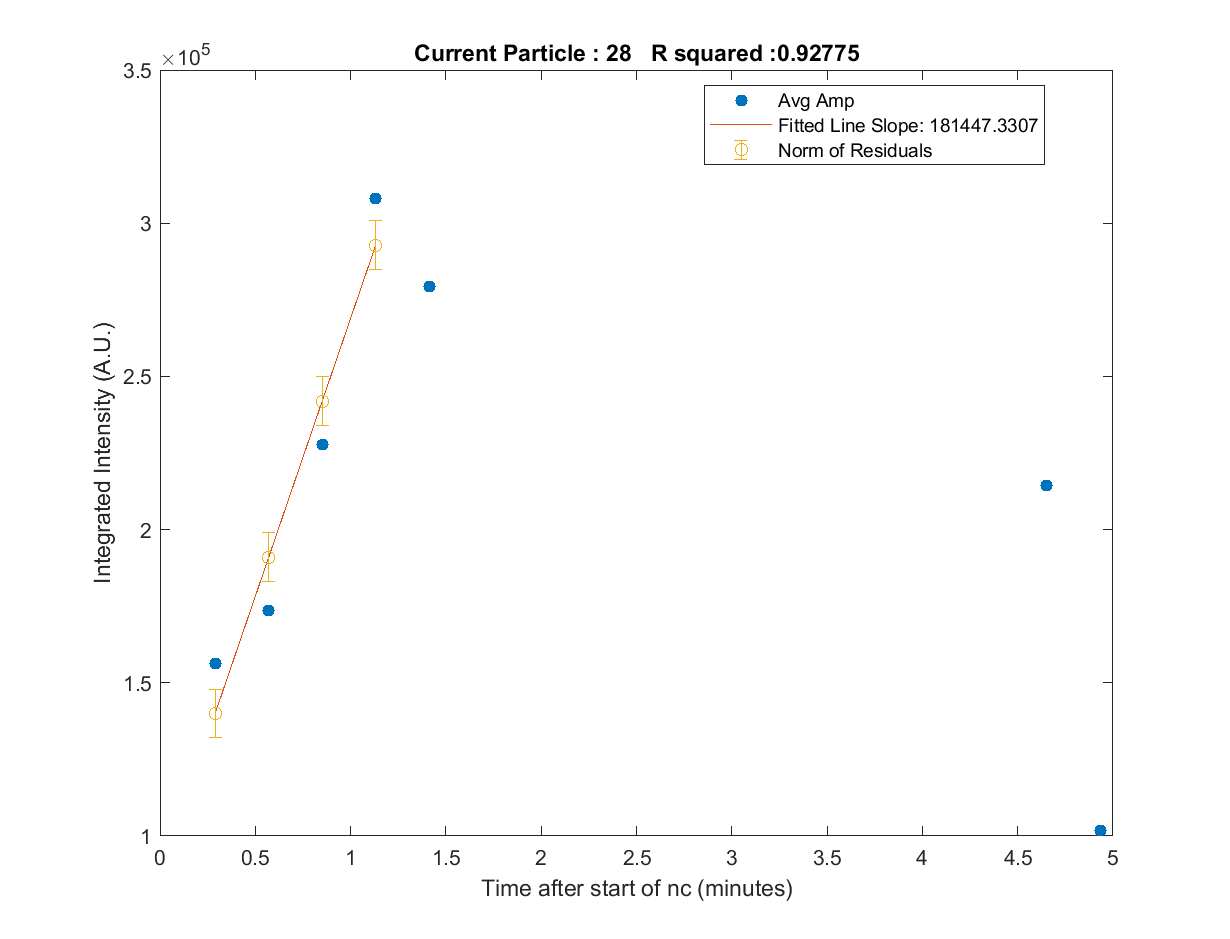 Current Particle : 28 R squared :0.92775
×10⁵
3.5
3
2.5
2
1.5
1
Integrated Intensity (A.U.)
Avg Amp
Fitted Line Slope: 181447.3307
Norm of Residuals
0 0.5 1 1.5 2 2.5 3 3.5 4 4.5 5
Time after start of nc (minutes)